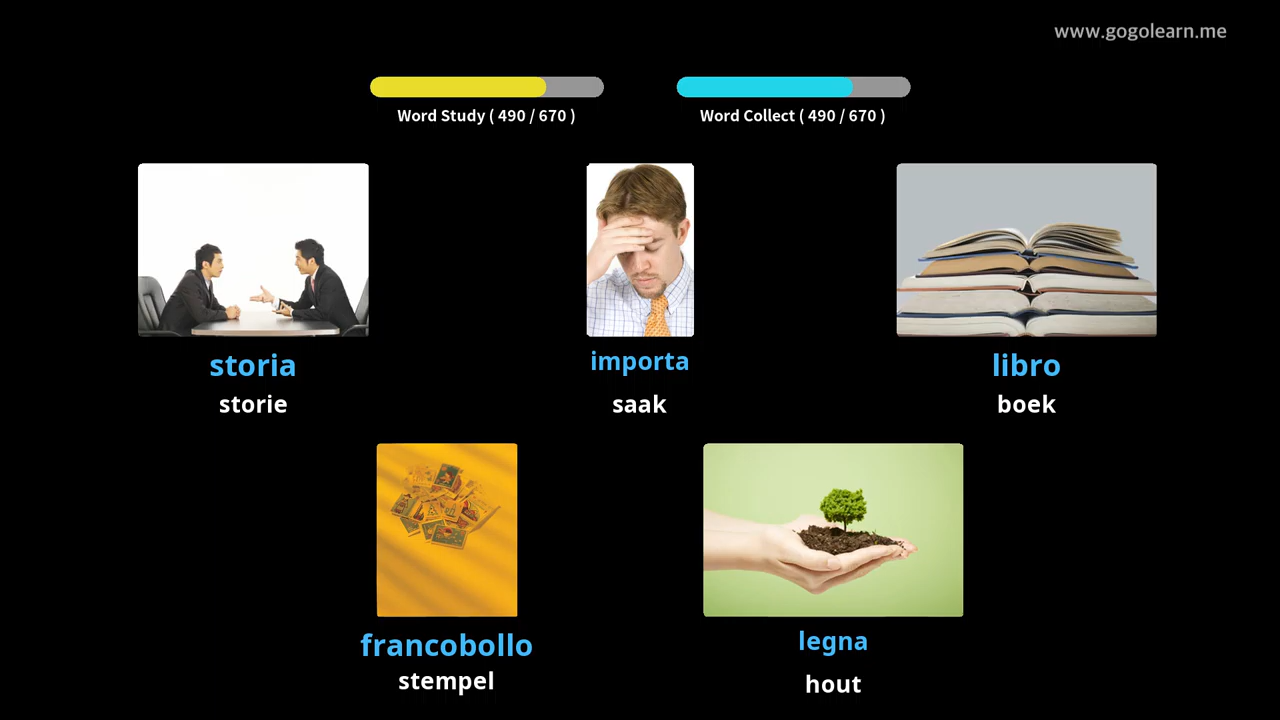 www.gogolearn.me
Word Study ( 490 / 670 )
Word Collect ( 490 / 670 )
storia
storie
importa
saak
libro
boek
francobollo
stempel
legna
hout